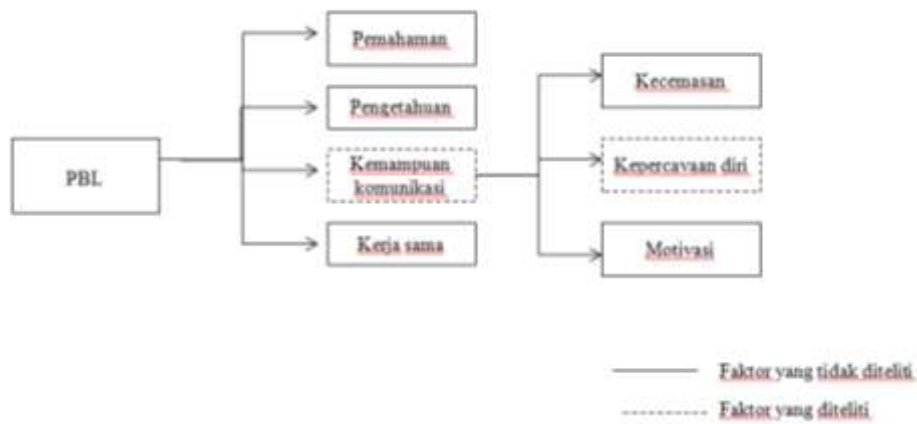 PBL
Pemahaman
Pengetahuan
Kemampuan
komunikasi
Kerja sama
Kecemasan
Kepercayaan diri
Motivasi
Faktor yang tidak diteliti
Faktor yang diteliti